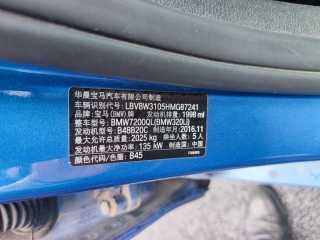 华晨宝马汽车有限公司制造
车辆识别代号: LBV8W3105HMG87241
品牌: 宝马(BMW)牌 发动机排量: 1998 ml
整车型号: BMW7200QL(BMW320Li)
发动机型号: B48B20C 制造年月: 2016.11
最大允许总质量: 2025 kg 乘坐人数: 5 人
发动机最大净功率: 135 kW 制造国: 中国
颜色代码/色圈: B45